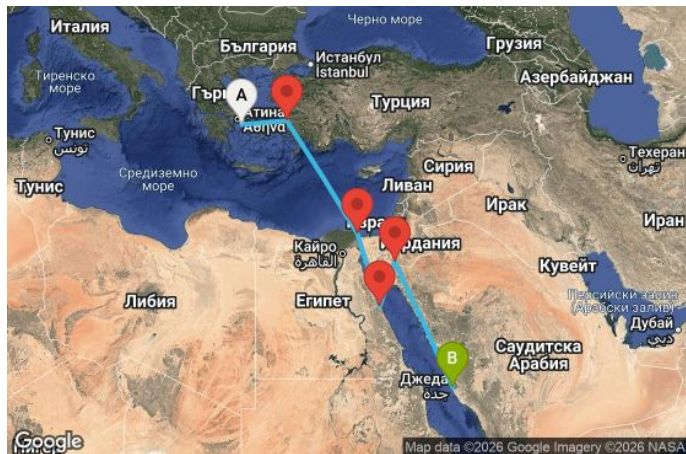 Италия
Черно море
Грузия
България
Истанбул
İstanbul
Тиренско
море
Азербайджан
Гърц
A
Атина
Αθήνα
Турция
Тунис
تونس
Техеран
تهران
Средиземно
море
Сирия
Тунис
Ливан
Ирак
Иран
Йордания
Кайро
القاهرة
Кувейт
Либия
Египет
Персийски залив
(Арабски залив)
Дубай
دبي
B
Саудитска
Арабия
Джеда
جدة
Google
Map data ©2026 Google Imagery ©2026 NASA